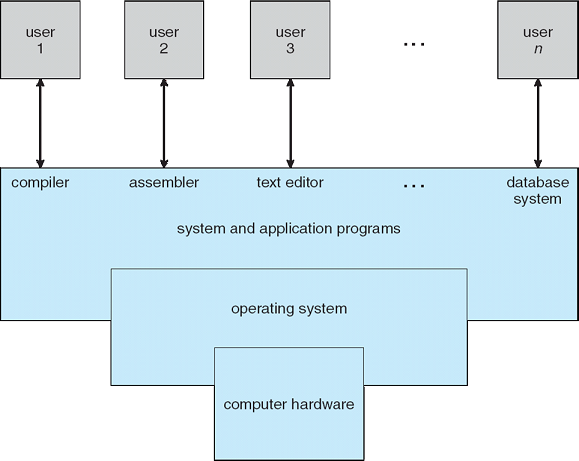 user
1
user
2
user
3
...
user
n
compiler
assembler
text editor
...
database
system
system and application programs
operating system
computer hardware